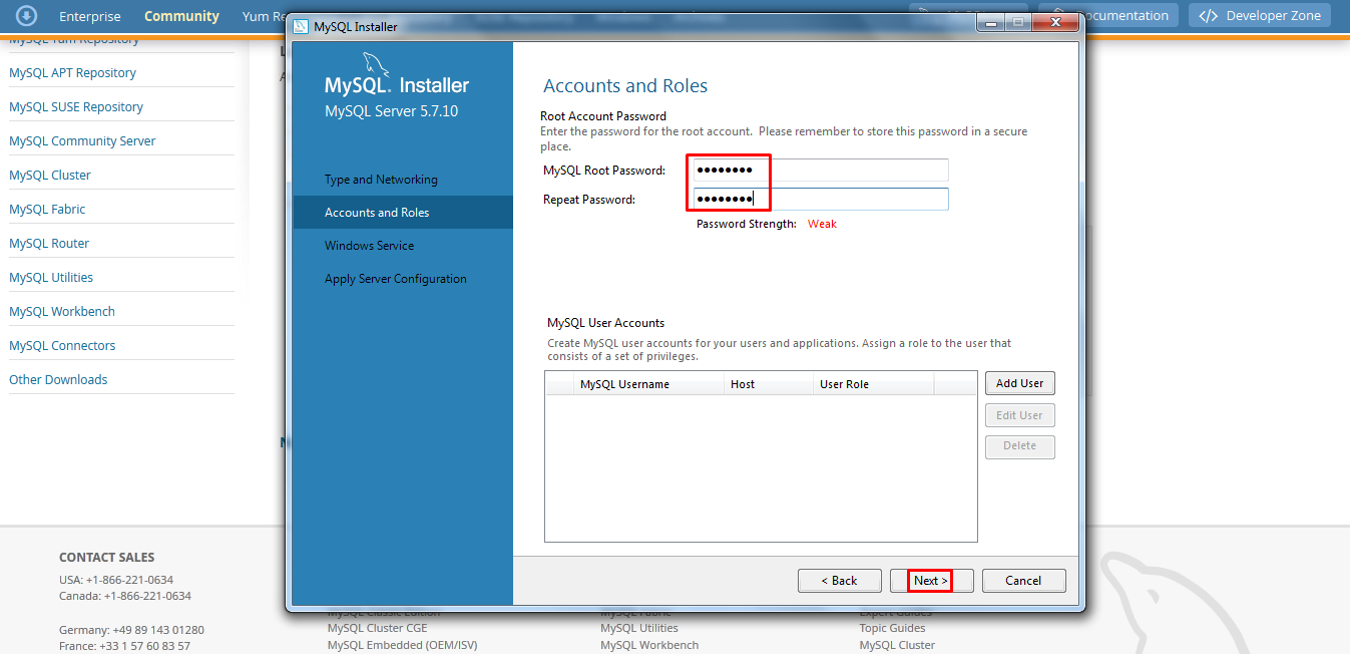 Enterprise
Community
Yum Re
ocumentation
Developer Zone
MySQL Yum Repository
MySQL APT Repository
MySQL SUSE Repository
MySQL Community Server
MySQL Cluster
MySQL Fabric
MySQL Router
MySQL Utilities
MySQL Workbench
MySQL Connectors
Other Downloads
MySQL Installer
MySQL. Installer
MySQL Server 5.7.10
Type and Networking
Accounts and Roles
Windows Service
Apply Server Configuration
Accounts and Roles
Root Account Password
Enter the password for the root account. Please remember to store this password in a secure
place.
MySQL Root Password: ●●●●●●●●
Repeat Password: ●●●●●●●●
Password Strength: Weak
MySQL User Accounts
Create MySQL user accounts for your users and applications. Assign a role to the user that
consists of a set of privileges.
MySQL Username Host User Role
Add User
Edit User
Delete
< Back Next > Cancel
CONTACT SALES
USA: +1-866-221-0634
Canada: +1-866-221-0634
Germany: +49 89 143 01280
France: +33 1 57 60 83 57
MySQL Classic Edition
MySQL Cluster CGE
MySQL Embedded (OEM/ISV)
MySQL Fabric
MySQL Utilities
MySQL Workbench
Expert Guides
Topic Guides
MySQL Cluster